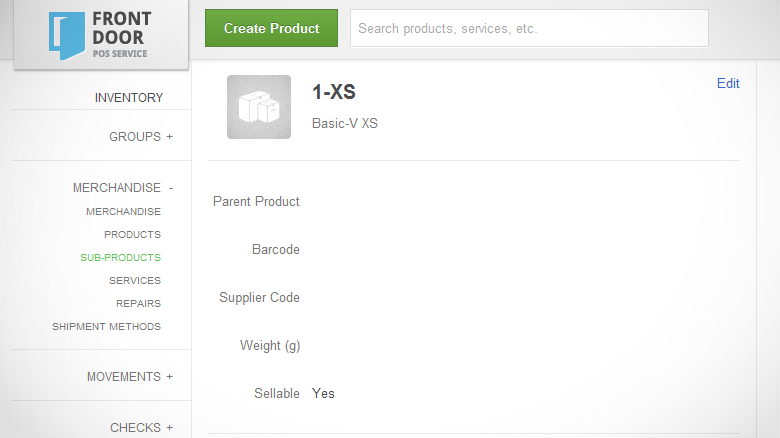 FRONT
DOOR
POS SERVICE
Create Product
Search products, services, etc.
INVENTORY
GROUPS +
MERCHANDISE -
MERCHANDISE
PRODUCTS
SUB-PRODUCTS
SERVICES
REPAIRS
SHIPMENT METHODS
MOVEMENTS +
CHECKS +
1-XS
Edit
Basic-V XS
Parent Product
Barcode
Supplier Code
Weight (g)
Sellable Yes